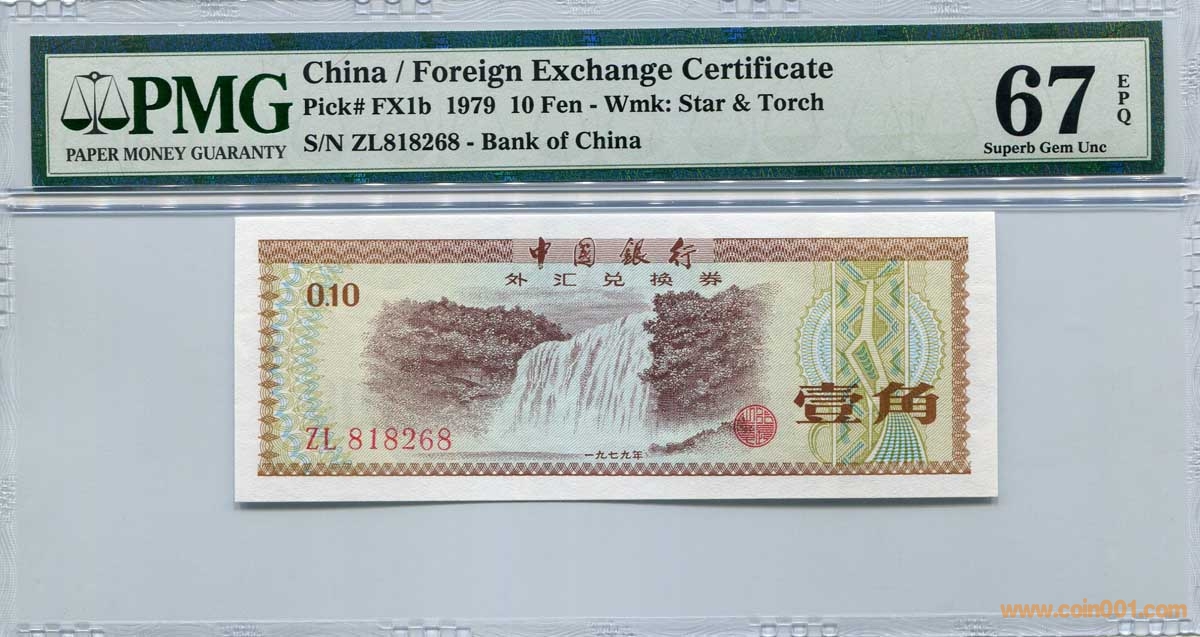 PMG
PAPER MONEY GUARANTY
China / Foreign Exchange Certificate
Pick# FX1b 1979 10 Fen - Wmk: Star & Torch
S/N ZL818268 - Bank of China
67
EPQ
Superb Gem Unc
中國銀行
外汇兑换券
0.10
壹角
ZL 818268
一九七九年
www.coin001.com